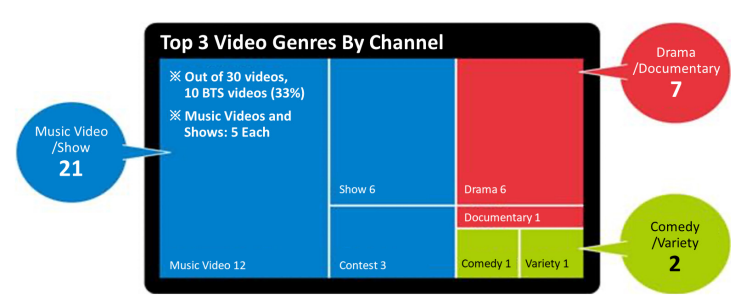 Top 3 Video Genres By Channel
※ Out of 30 videos,
10 BTS videos (33%)
※ Music Videos and
Shows: 5 Each
Music Video
/Show
21
Music Video 12
Show 6
Contest 3
Drama 6
Documentary 1
Comedy 1
Variety 1
Drama
/Documentary
7
Comedy
/Variety
2